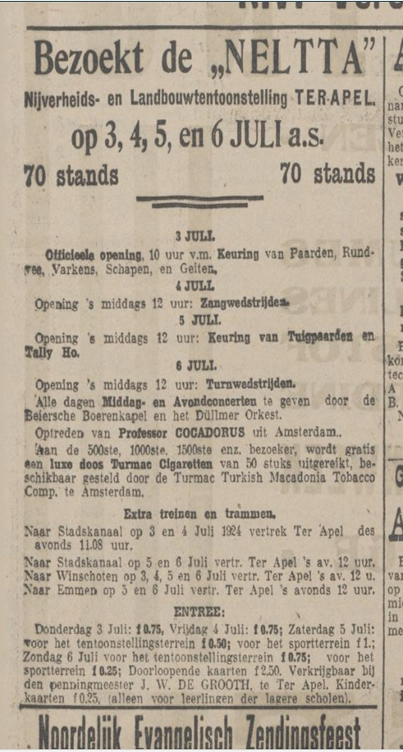 Bezoekt de „NELTTA”
Nijverheids- en Landbouwtentoonstelling TER-APEL.
op 3, 4, 5, en 6 JULI a.s.
70 stands 70 stands
3 JULI.
Officieele opening, 10 uur v.m. Keuring van Paarden, Rund-
vee, Varkens, Schapen, en Geiten.
4 JULI.
Opening 's middags 12 uur: Zangwedstrijden.
5 JULI.
Opening 's middags 12 uur: Keuring van Tuigpaarden en
Tally Ho.
6 JULI.
Opening 's middags 12 uur: Turnwedstrijden.
Alle dagen Middag- en Avondconcerten te geven door de
Beiersche Boerenkapel en het Düllmer Orkest.
Optreden van Professor COCADORUS uit Amsterdam..
Aan de 500ste, 1000ste, 1500ste enz. bezoeker, wordt gratis
een luxe doos Turmac Cigaretten van 50 stuks uitgereikt, be-
schikbaar gesteld door de Turmac Turkish Macadonia Tobacco
Comp. te Amsterdam.
Extra treinen en trammen.
Naar Stadskanaal op 3 en 4 Juli 1924 vertrek Ter Apel des
avonds 11.08 uur.
Naar Stadskanaal op 5 en 6 Juli vertr. Ter Apel 's av. 12 uur.
Naar Winschoten op 3, 4, 5 en 6 Juli vertr. Ter Apel 's av. 12 u.
Naar Emmen op 5 en 6 Juli vertr. Ter Apel 's avonds 12 uur.
ENTREE:
Donderdag 3 Juli: f 0.75, Vrijdag 4 Juli: f 0.75; Zaterdag 5 Juli:
voor het tentoonstellingsterrein f 0.50; voor het sportterrein f 1.;
Zondag 6 Juli voor het tentoonstellingsterrein f 0.75; voor het
sportterrein f 0.25; Doorloopende kaarten f 2.50. Verkrijgbaar bij
den penningmeester J. W. DE GROOTH, te Ter Apel. Kinder-
kaarten f 0.25, (alleen voor leerlingen der lagere scholen).
Noordelijk Evangelisch Zendingsfeest